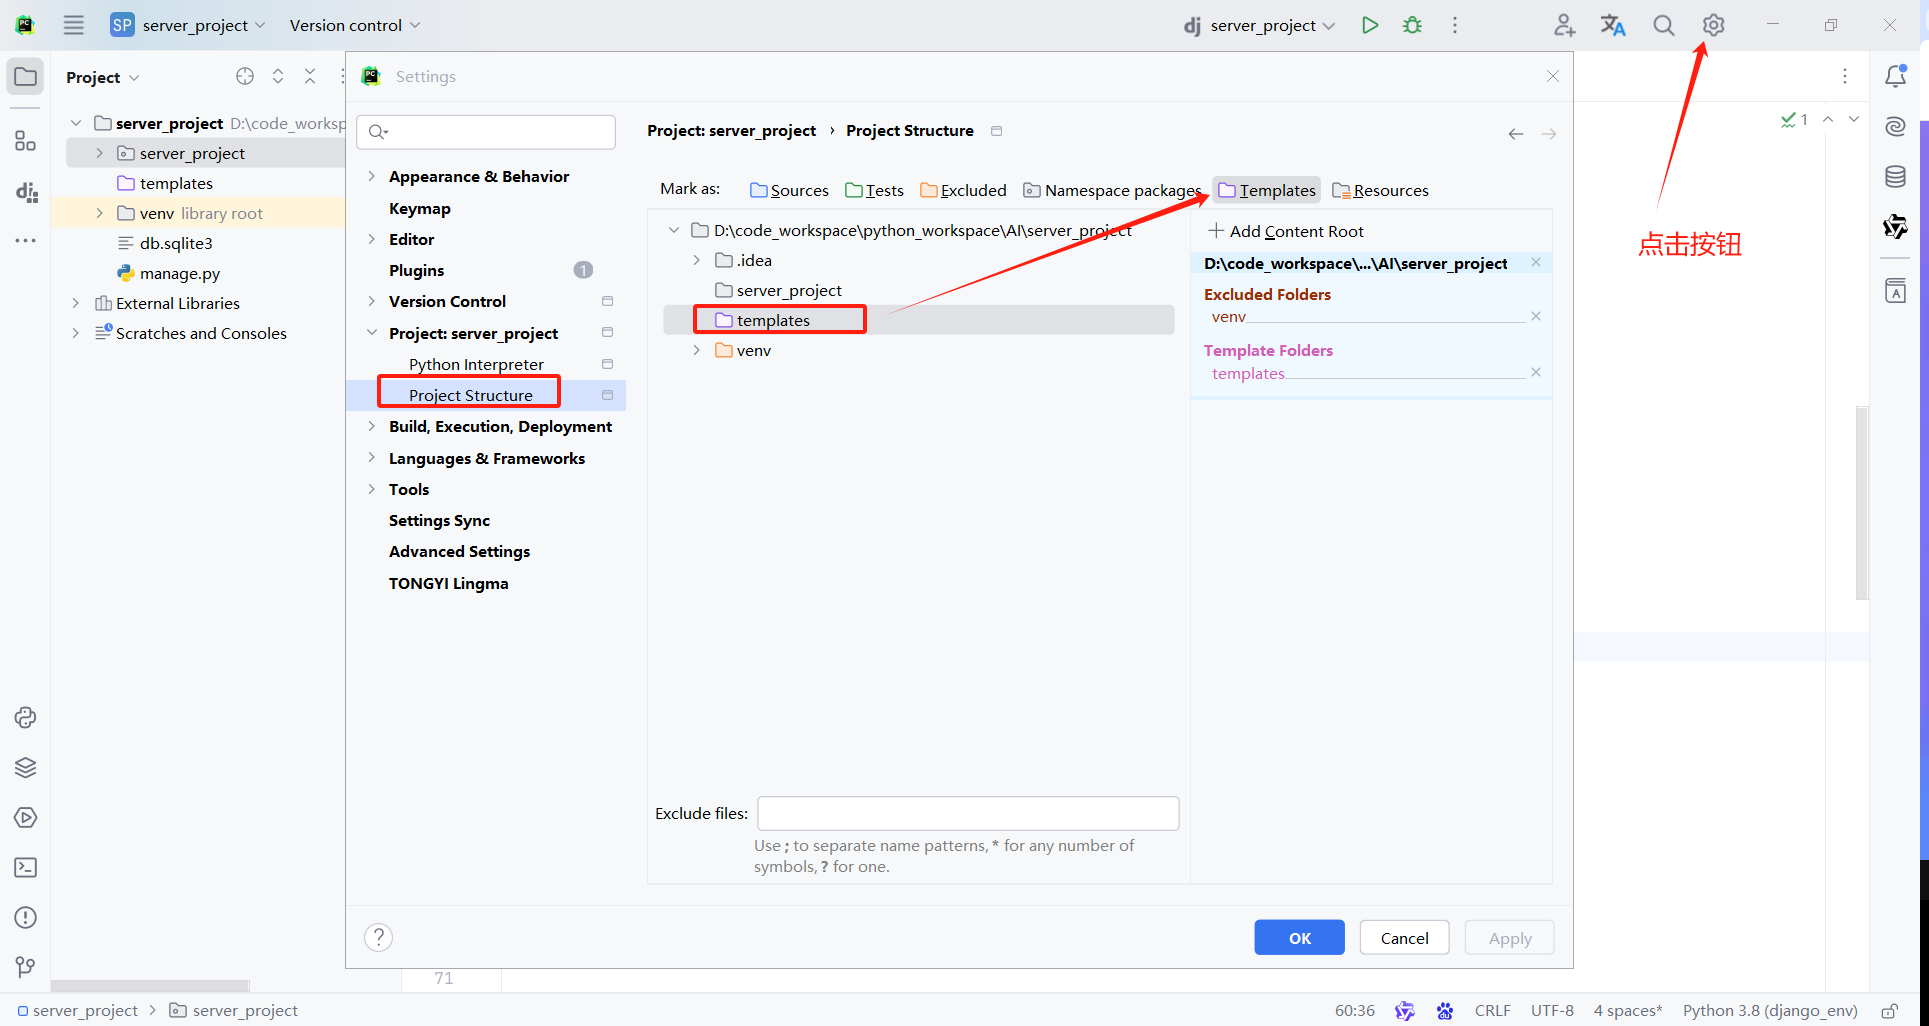 SP server_project Version control dj server_project
Project
server_project D:\code_worksp
server_project
templates
venv library root
db.sqlite3
manage.py
External Libraries
Scratches and Consoles
Settings
Appearance & Behavior
Keymap
Editor
Plugins 1
Version Control
Project: server_project
Python Interpreter
Project Structure
Build, Execution, Deployment
Languages & Frameworks
Tools
Settings Sync
Advanced Settings
TONGYI Lingma
Project: server_project › Project Structure
Mark as: Sources Tests Excluded Namespace packages Templates Resources
D:\code_workspace\python_workspace\AI\server_project
.idea
server_project
templates
venv
Add Content Root
D:\code_workspace\...\AI\server_project
Excluded Folders
venv
Template Folders
templates
Exclude files:
Use ; to separate name patterns, * for any number of
symbols, ? for one.
? OK Cancel Apply
1
点击按钮
71
server_project server_project 60:36 CRLF UTF-8 4 spaces* Python 3.8 (django_env)